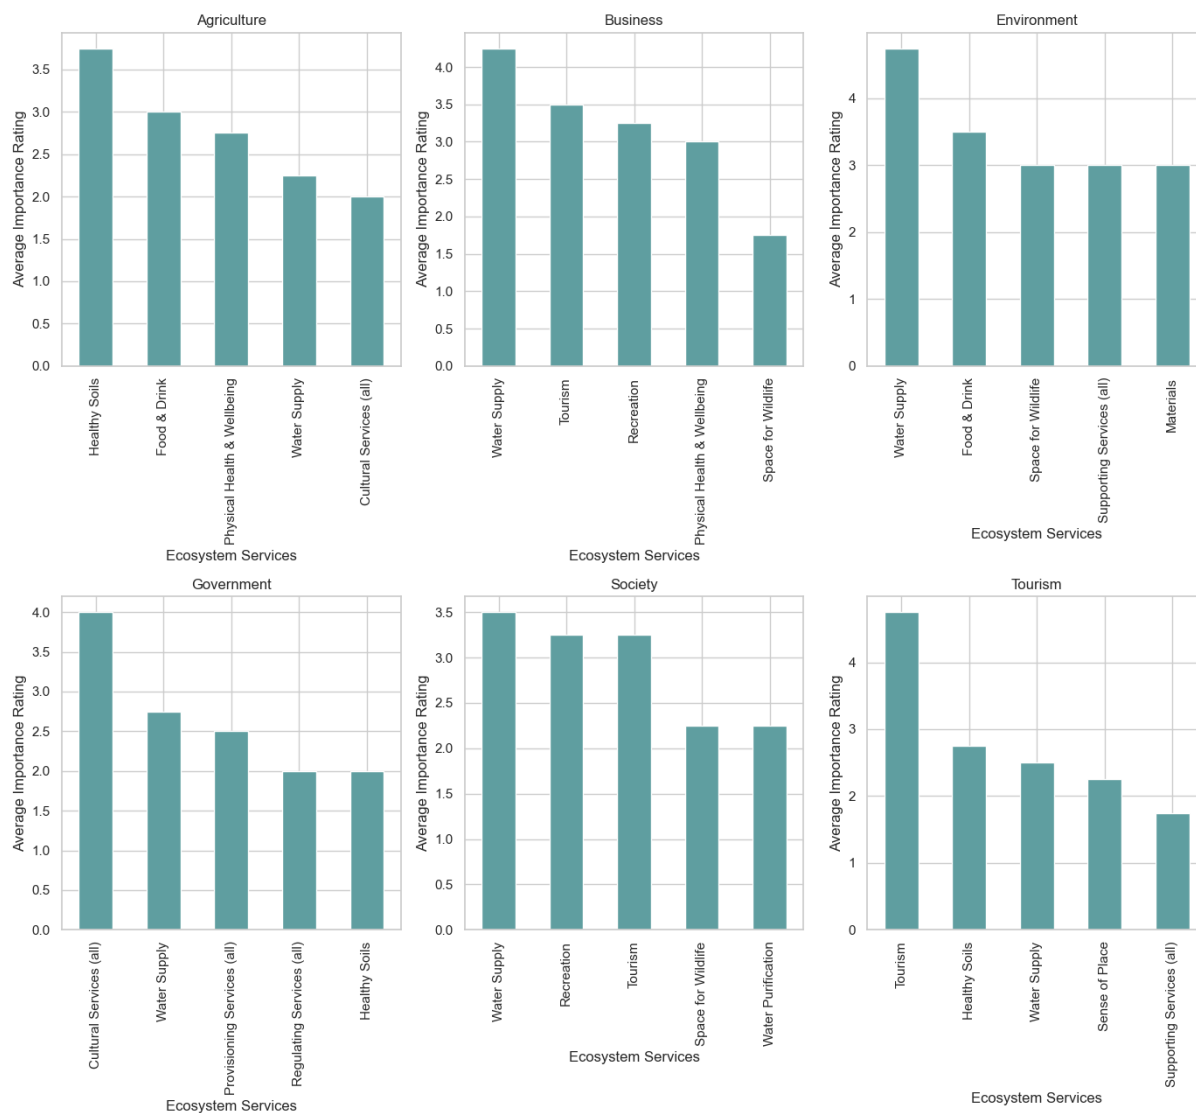 Agriculture
Average Importance Rating
3.5
3.0
2.5
2.0
1.5
1.0
0.5
0.0
Healthy Soils
Food & Drink
Physical Health & Wellbeing
Water Supply
Cultural Services (all)
Ecosystem Services
Business
Average Importance Rating
4.0
3.5
3.0
2.5
2.0
1.5
1.0
0.5
0.0
Water Supply
Tourism
Recreation
Physical Health & Wellbeing
Space for Wildlife
Ecosystem Services
Environment
Average Importance Rating
4
3
2
1
0
Water Supply
Food & Drink
Space for Wildlife
Supporting Services (all)
Materials
Ecosystem Services
Government
Average Importance Rating
4.0
3.5
3.0
2.5
2.0
1.5
1.0
0.5
0.0
Cultural Services (all)
Water Supply
Provisioning Services (all)
Regulating Services (all)
Healthy Soils
Ecosystem Services
Society
Average Importance Rating
3.5
3.0
2.5
2.0
1.5
1.0
0.5
0.0
Water Supply
Recreation
Tourism
Space for Wildlife
Water Purification
Ecosystem Services
Tourism
Average Importance Rating
4
3
2
1
0
Tourism
Healthy Soils
Water Supply
Sense of Place
Supporting Services (all)
Ecosystem Services